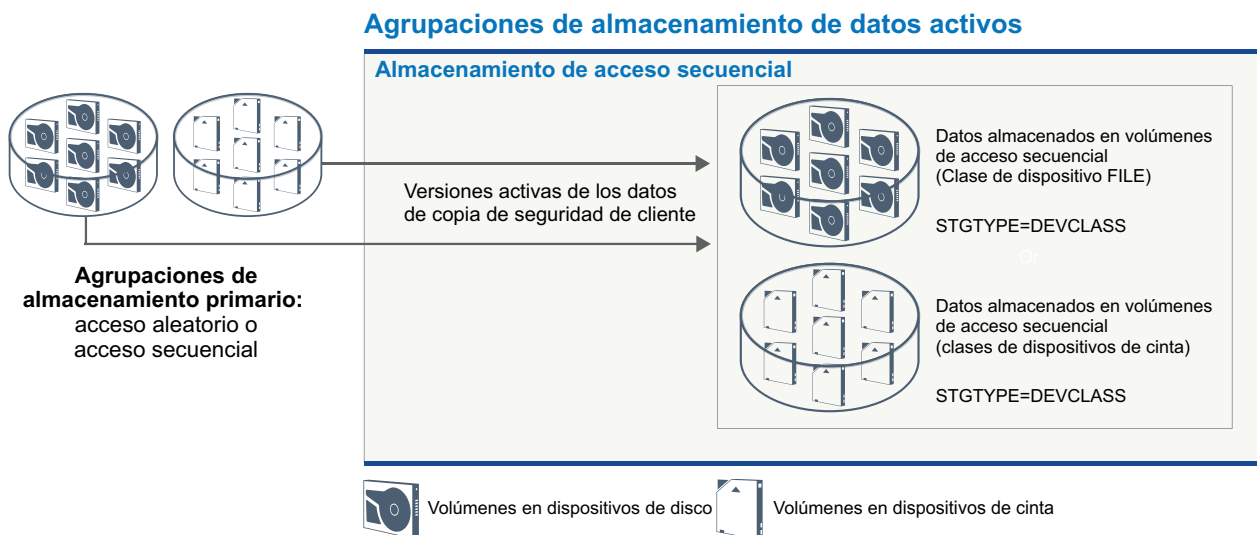 Agrupaciones de almacenamiento de datos activos
Almacenamiento de acceso secuencial
Versiones activas de los datos
de copia de seguridad de cliente
Agrupaciones de
almacenamiento primario:
acceso aleatorio o
acceso secuencial
Datos almacenados en volúmenes
de acceso secuencial
(Clase de dispositivo FILE)
STGTYPE=DEVCLASS
Or
Datos almacenados en volúmenes
de acceso secuencial
(clases de dispositivos de cinta)
STGTYPE=DEVCLASS
Volúmenes en dispositivos de disco
Volúmenes en dispositivos de cinta